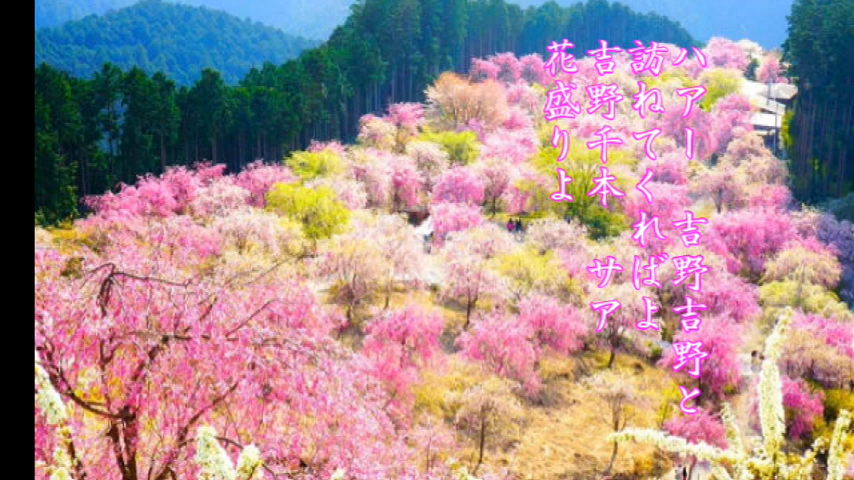 ハアー　吉野吉野と
訪ねてくればよ
吉野千本　サア
花盛りよ